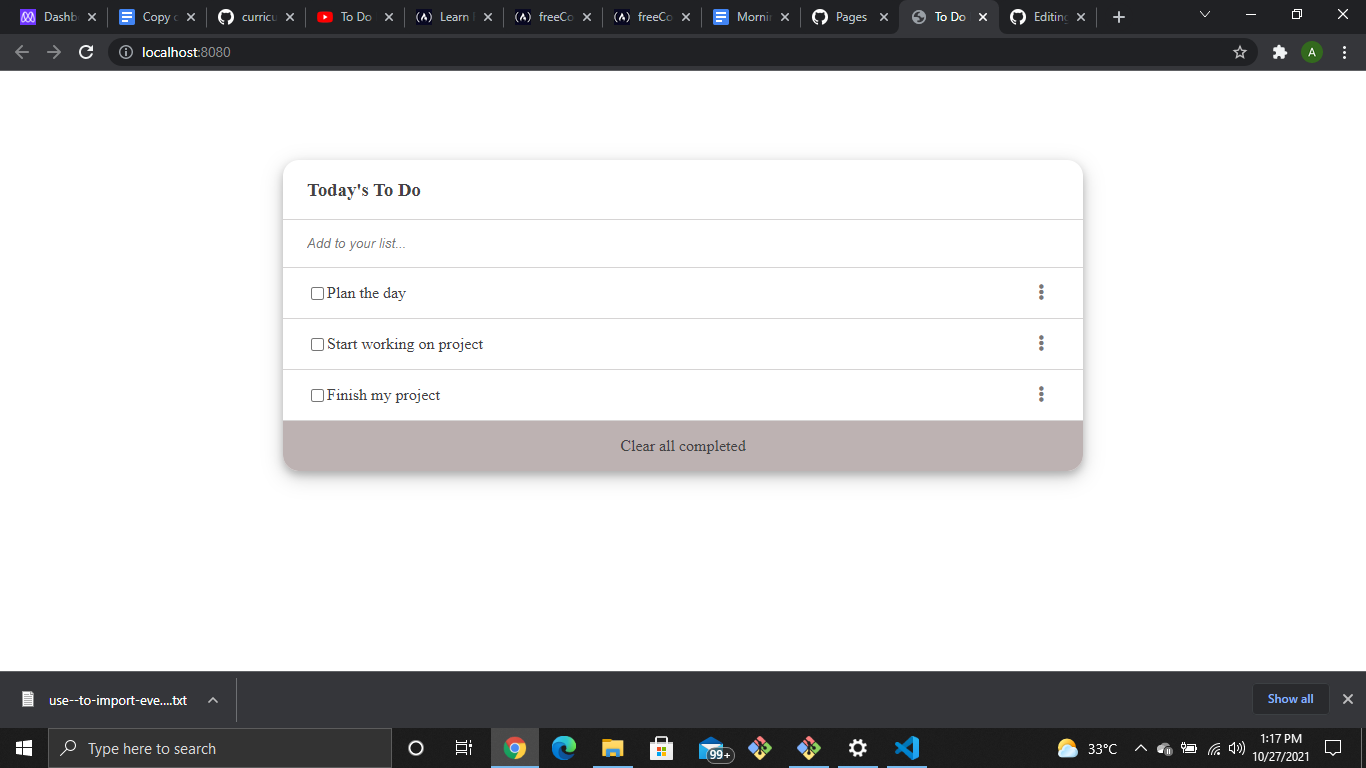 Dashb
Copy c
curricu
To Do
Learn
freeCo
freeCo
Morni
Pages
To Do
Editing
localhost:8080
A
Today's To Do
Add to your list...
Plan the day
Start working on project
Finish my project
Clear all completed
use--to-import-eve....txt
Show all
Type here to search
99+
33°C
1:17 PM
10/27/2021